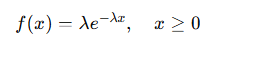 f(x) = λe^{-λx},   x ≥ 0